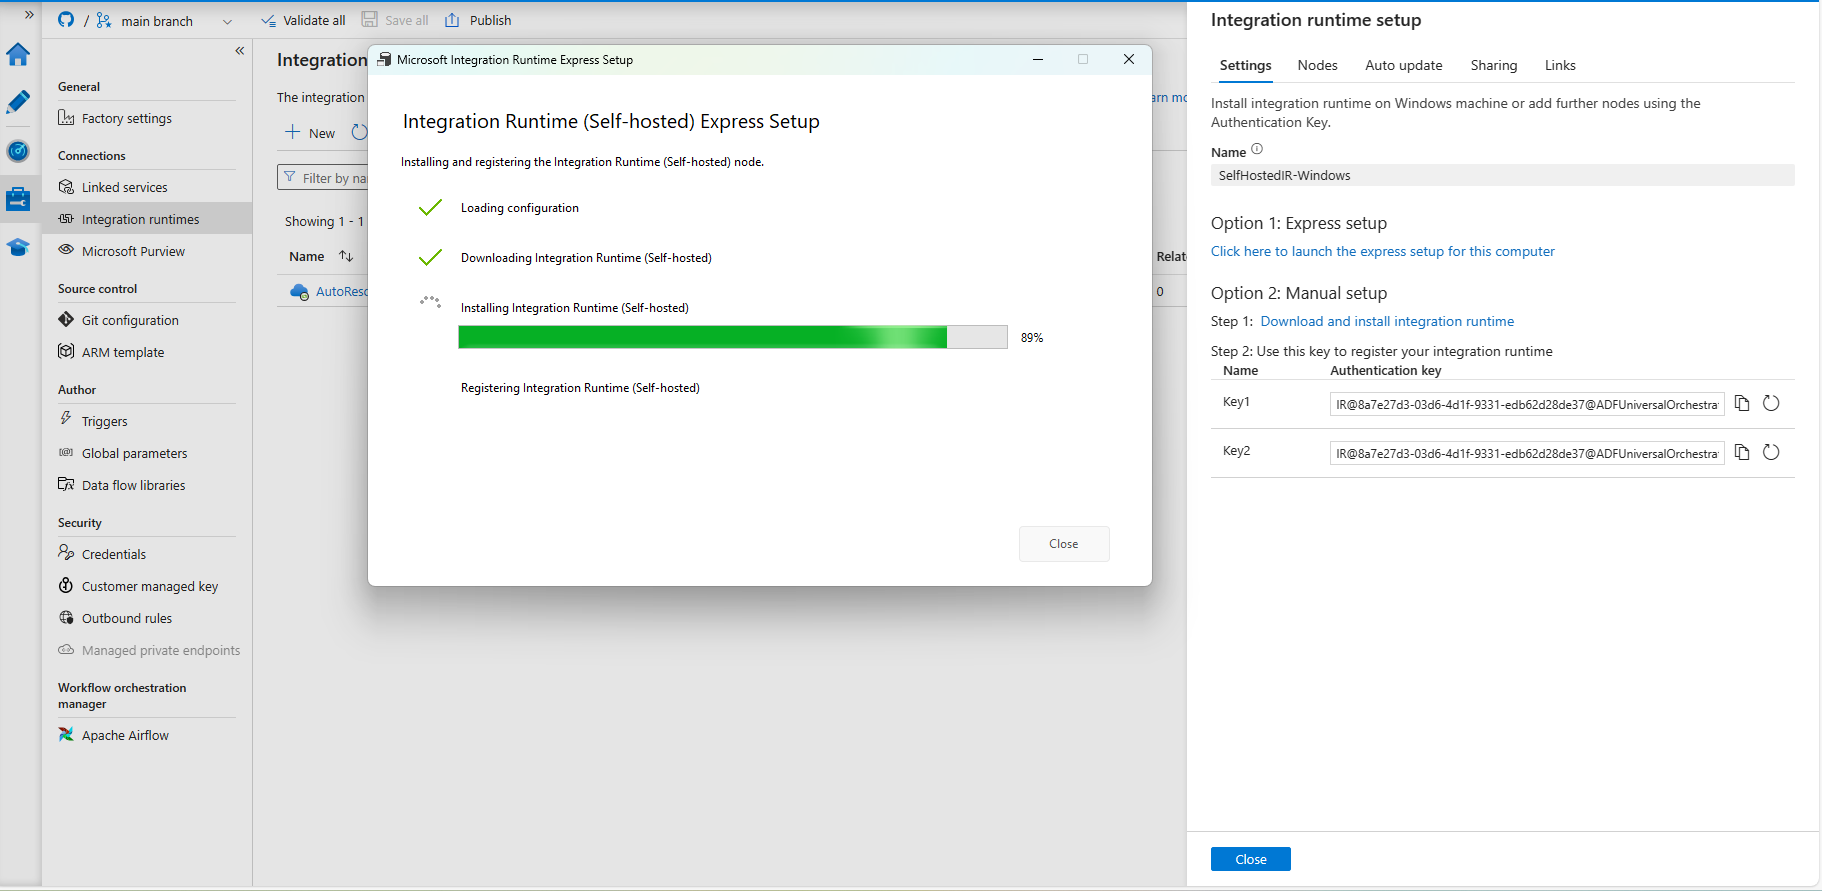 » / main branch Validate all Save all Publish
«
General
Factory settings
Connections
Linked services
Integration runtimes
Microsoft Purview
Source control
Git configuration
ARM template
Author
Triggers
Global parameters
Data flow libraries
Security
Credentials
Customer managed key
Outbound rules
Managed private endpoints
Workflow orchestration
manager
Apache Airflow
Integration
The integration
New
Filter by
Showing 1 - 1
Name
0
Microsoft Integration Runtime Express Setup
Integration Runtime (Self-hosted) Express Setup
Installing and registering the Integration Runtime (Self-hosted) node.
Loading configuration
Downloading Integration Runtime (Self-hosted)
Installing Integration Runtime (Self-hosted)
89%
Registering Integration Runtime (Self-hosted)
Close
Integration runtime setup
Settings Nodes Auto update Sharing Links
Install integration runtime on Windows machine or add further nodes using the
Authentication Key.
Name
SelfHostedIR-Windows
Option 1: Express setup
Click here to launch the express setup for this computer
Option 2: Manual setup
Step 1: Download and install integration runtime
Step 2: Use this key to register your integration runtime
Name Authentication key
Key1 IR@8a7e27d3-03d6-4d1f-9331-edb62d28de37@ADFUniversalOrchestra
Key2 IR@8a7e27d3-03d6-4d1f-9331-edb62d28de37@ADFUniversalOrchestra
Close